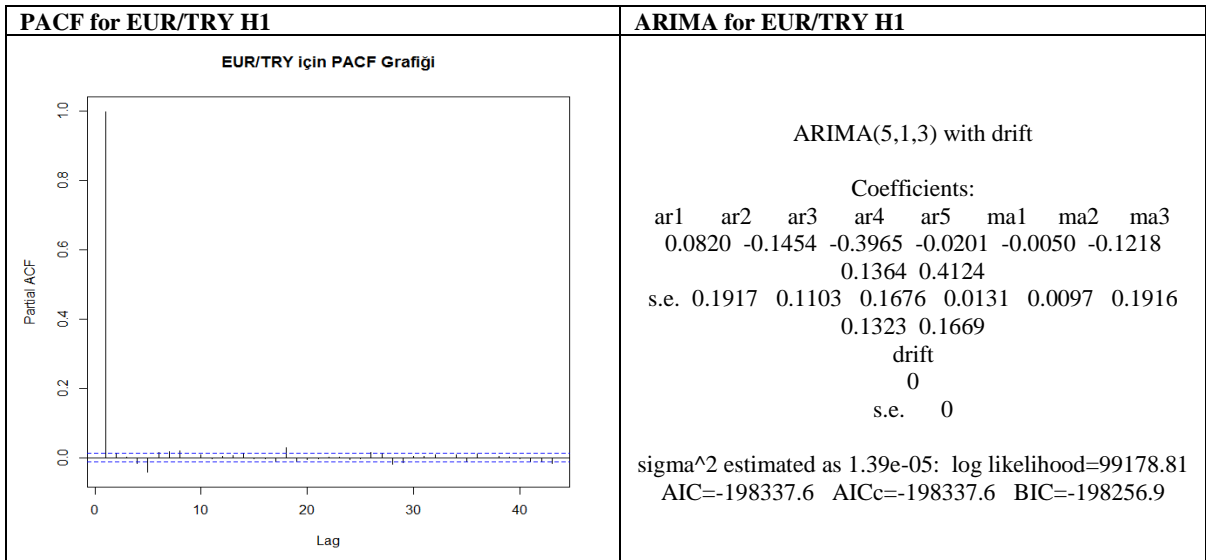 PACF for EUR/TRY H1
EUR/TRY için PACF Grafiği
Partial ACF
1.0
0.8
0.6
0.4
0.2
0.0
0 10 20 30 40
Lag
ARIMA for EUR/TRY H1
ARIMA(5,1,3) with drift
Coefficients:
ar1 ar2 ar3 ar4 ar5 ma1 ma2 ma3
0.0820 -0.1454 -0.3965 -0.0201 -0.0050 -0.1218
0.1364 0.4124
s.e. 0.1917 0.1103 0.1676 0.0131 0.0097 0.1916
0.1323 0.1669
drift
0
s.e. 0
sigma^2 estimated as 1.39e-05: log likelihood=99178.81
AIC=-198337.6 AICc=-198337.6 BIC=-198256.9